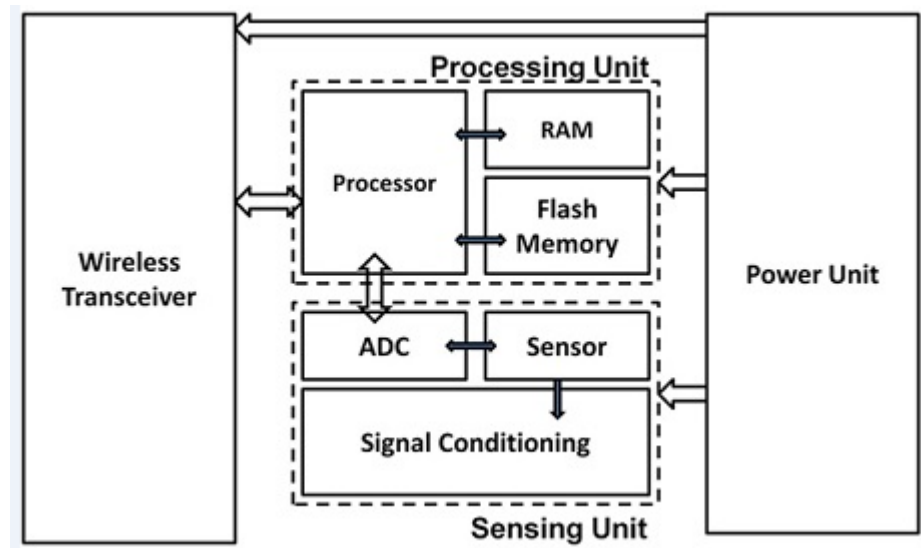 Processing Unit
Processor
RAM
Flash
Memory
Wireless
Transceiver
Power Unit
ADC
Sensor
Signal Conditioning
Sensing Unit